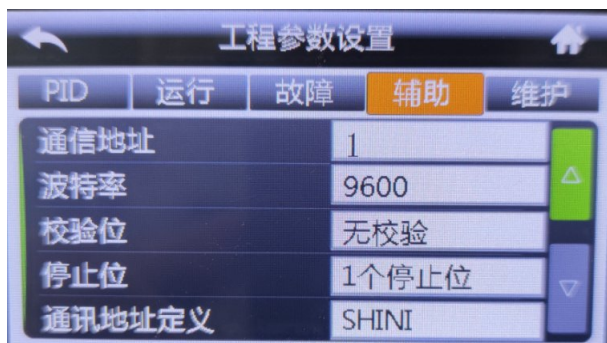 工程参数设置
PID 运行 故障 辅助 维护
通信地址 1
波特率 9600
校验位 无校验
停止位 1个停止位
通讯地址定义 SHINI